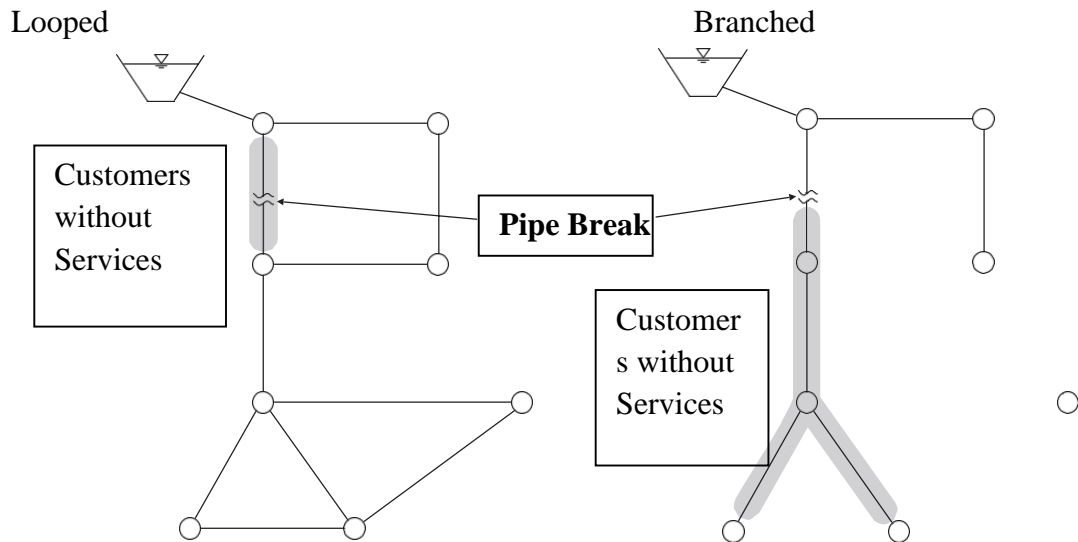 Looped
Branched
Customers
without
Services
Pipe Break
Customer
s without
Services